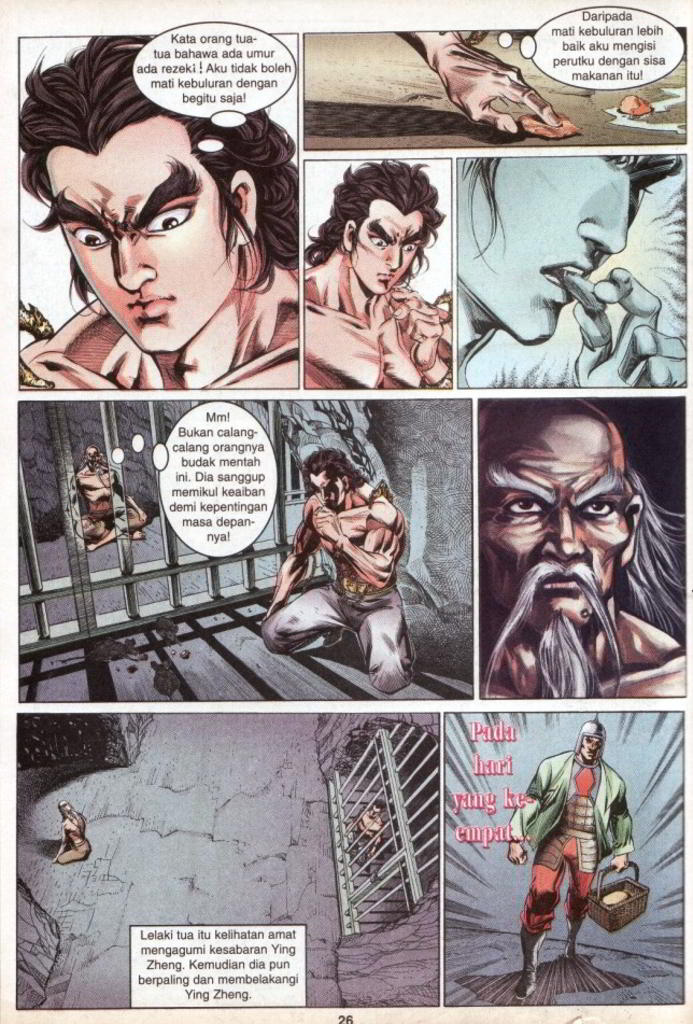 Kata orang tua-
tua bahawa ada umur
ada rezeki! Aku tidak boleh
mati kebuluran dengan
begitu saja!
Daripada
mati kebuluran lebih
baik aku mengisi
perutku dengan sisa
makanan itu!
Mm!
Bukan calang-
calang orangnya
budak mentah
ini. Dia sanggup
memikul keaiban
demi kepentingan
masa depan-
nya!
Lelaki tua itu kelihatan amat
mengagumi kesabaran Ying
Zheng. Kemudian dia pun
berpaling dan membelakangi
Ying Zheng.
Pada
hari
yang ke-
empat...
26